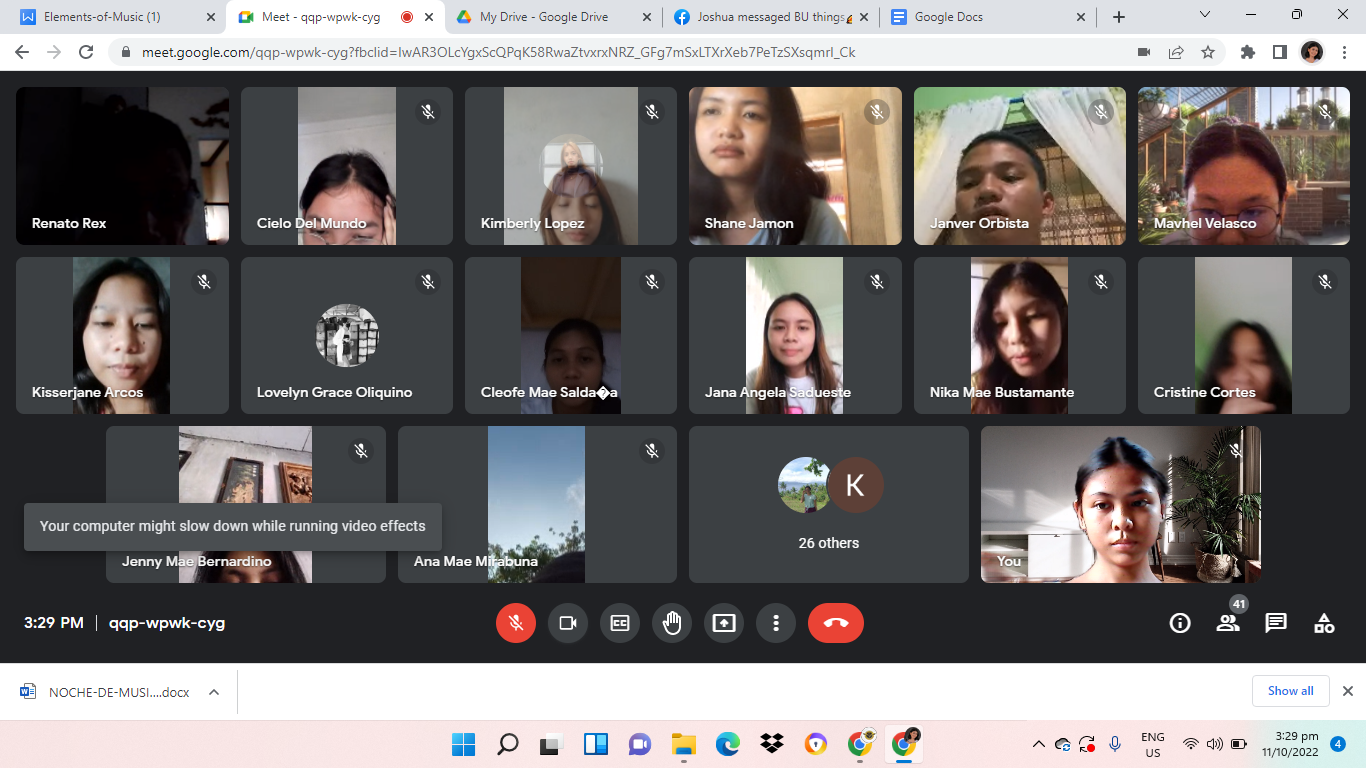 Elements-of-Music (1)
Meet - qqp-wpwk-cyg
My Drive - Google Drive
Joshua messaged BU things
Google Docs
meet.google.com/qqp-wpwk-cyg?fbclid=IwAR3OLcYgxScQPqK58RwaZtvxrxNRZ_GFg7mSxLTXrXeb7PeTzSXsqmrl_Ck
Renato Rex
Cielo Del Mundo
Kimberly Lopez
Shane Jamon
Janver Orbista
Mavhel Velasco
Kisserjane Arcos
Lovelyn Grace Oliquino
Cleofe Mae Salda�a
Jana Angela Sadueste
Nika Mae Bustamante
Cristine Cortes
Your computer might slow down while running video effects
Jenny Mae Bernardino
Ana Mae Mirabuna
K
26 others
You
3:29 PM | qqp-wpwk-cyg
CC
41
NOCHE-DE-MUSI....docx
Show all
ENG
US
3:29 pm
11/10/2022
4